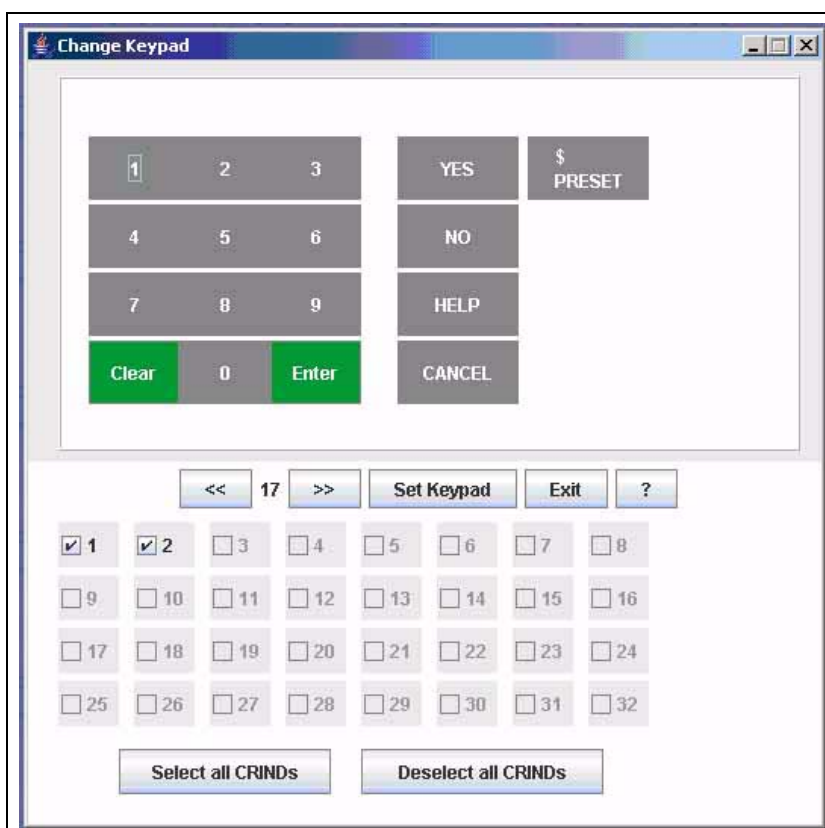 Change Keypad
1 2 3 YES $ PRESET
4 5 6 NO
7 8 9 HELP
Clear 0 Enter CANCEL
<< 17 >> Set Keypad Exit ?
1 2 3 4 5 6 7 8
9 10 11 12 13 14 15 16
17 18 19 20 21 22 23 24
25 26 27 28 29 30 31 32
Select all CRINDs Deselect all CRINDs